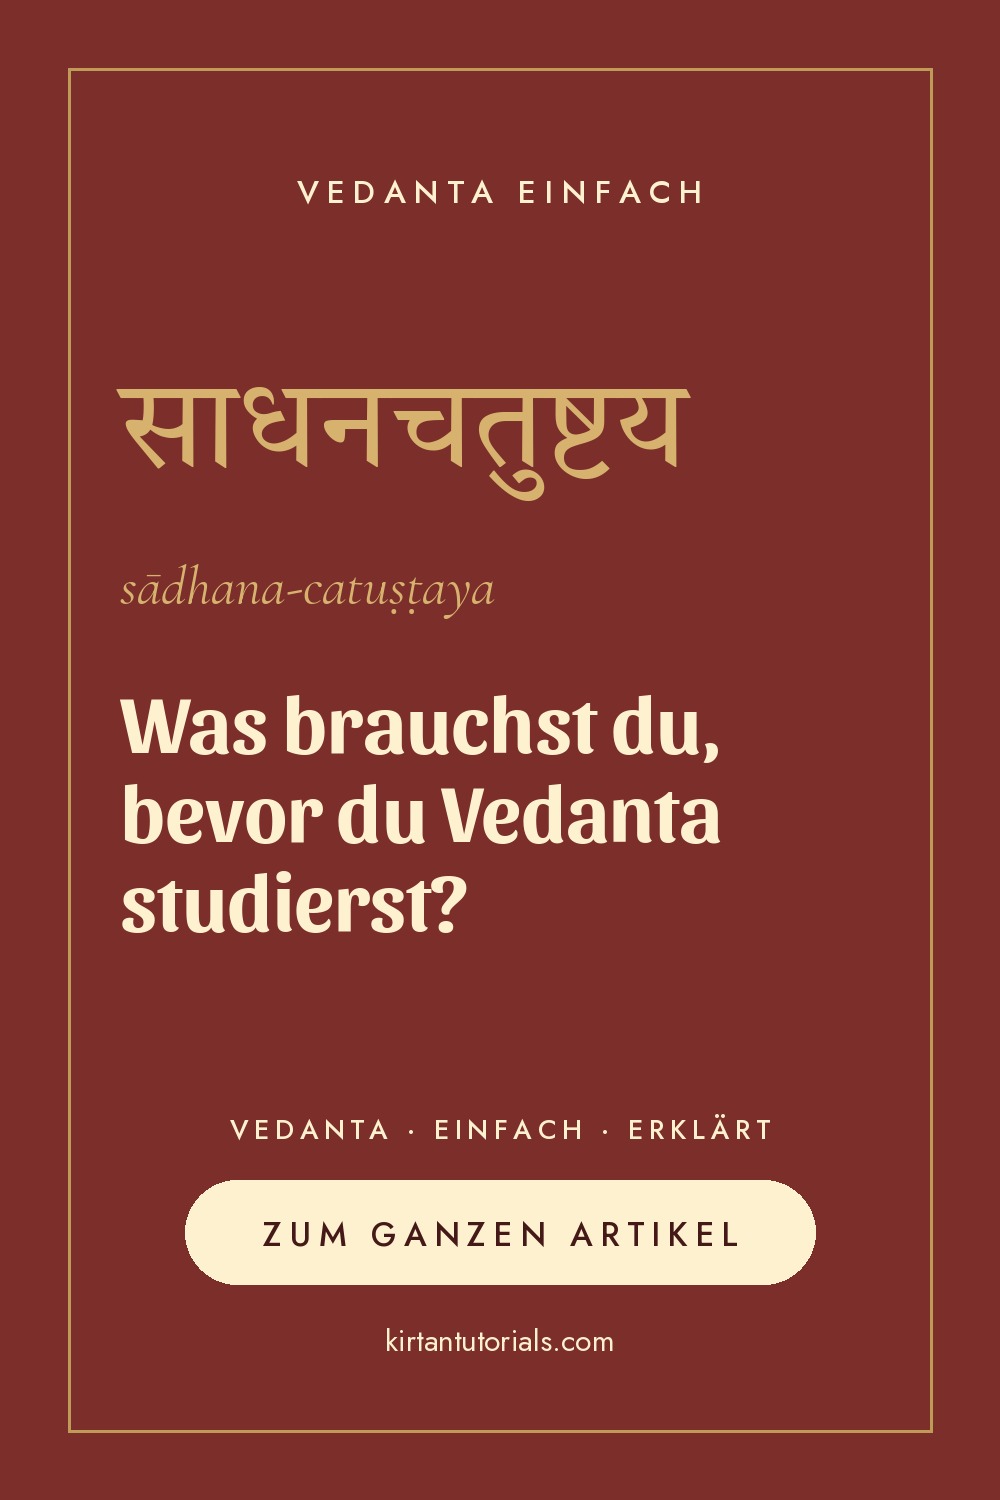 VEDANTA EINFACH
साधनचतुष्टय
sādhana-catuṣṭaya
Was brauchst du,
bevor du Vedanta
studierst?
VEDANTA · EINFACH · ERKLÄRT
ZUM GANZEN ARTIKEL
kirtantutorials.com